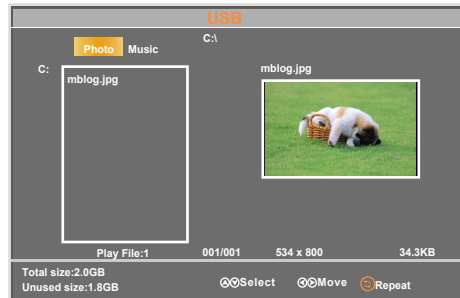 USB
Photo Music C:\
C:
mblog.jpg mblog.jpg
Play File:1 001/001 534 x 800 34.3KB
Total size:2.0GB
Unused size:1.8GB
Select Move Repeat